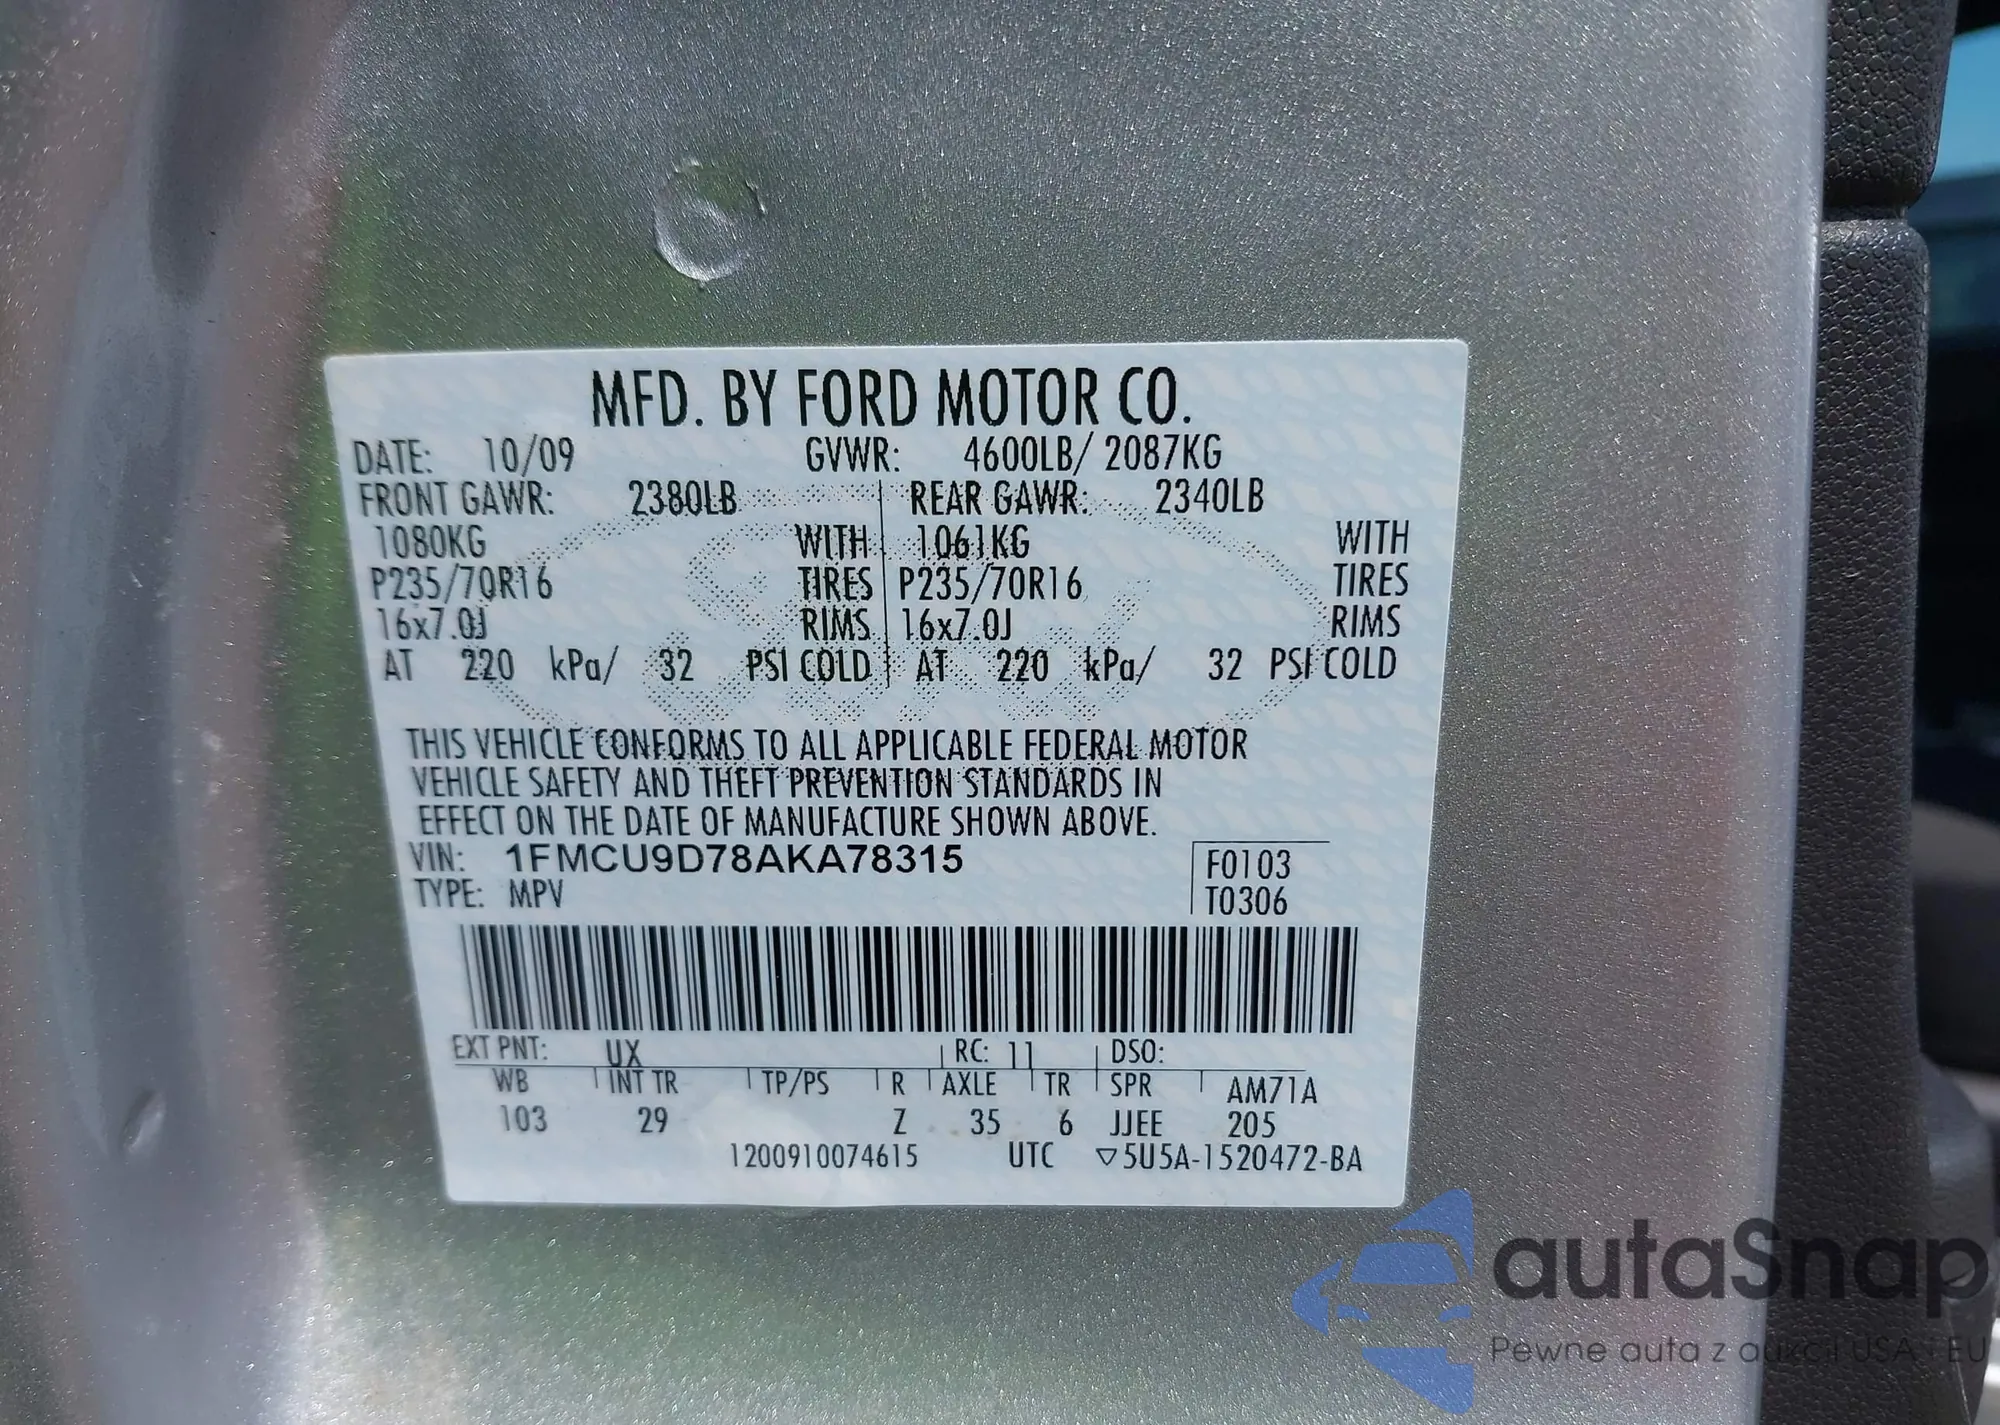 MFD. BY FORD MOTOR CO.
DATE: 10/09 GVWR: 4600LB/ 2087KG
FRONT GAWR: 2380LB REAR GAWR: 2340LB
1080KG WITH 1061KG WITH
P235/70R16 TIRES P235/70R16 TIRES
16x7.0J RIMS 16x7.0J RIMS
AT 220 kPa/ 32 PSI COLD AT 220 kPa/ 32 PSI COLD
THIS VEHICLE CONFORMS TO ALL APPLICABLE FEDERAL MOTOR
VEHICLE SAFETY AND THEFT PREVENTION STANDARDS IN
EFFECT ON THE DATE OF MANUFACTURE SHOWN ABOVE.
VIN: 1FMCU9D78AKA78315 F0103
TYPE: MPV T0306
EXT PNT: UX RC: 11 DSO:
WB INT TR TP/PS R AXLE TR SPR AM71A
103 29 Z 35 6 JJEE 205
1200910074615 UTC ▽5U5A-1520472-BA
autaSnap
Pewne auta z aukcji USA i EU